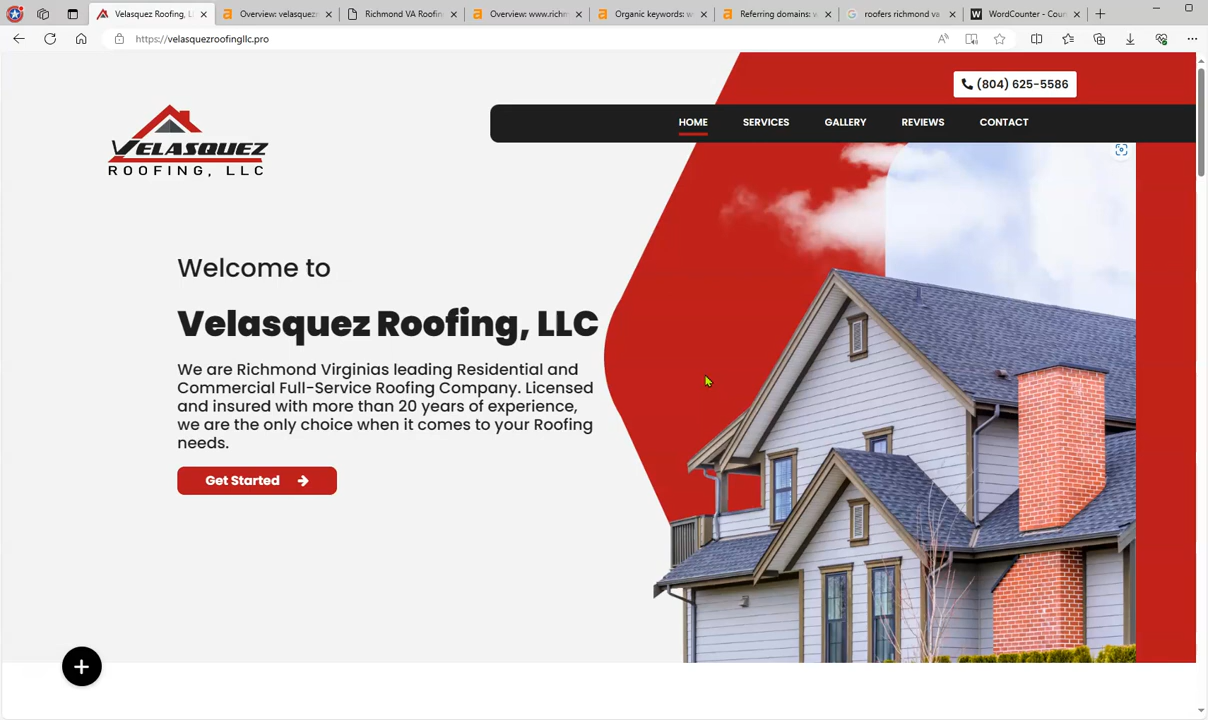 Velasquez Roofing, L
Overview: velasquez
Richmond VA Roofin
Overview: www.richm
Organic keywords: w
Referring domains: w
roofers richmond va
WordCounter - Coun
https://velasquezroofingllc.pro
(804) 625-5586
HOME SERVICES GALLERY REVIEWS CONTACT
VELASQUEZ
ROOFING, LLC
Welcome to
Velasquez Roofing, LLC
We are Richmond Virginias leading Residential and
Commercial Full-Service Roofing Company. Licensed
and insured with more than 20 years of experience,
we are the only choice when it comes to your Roofing
needs.
Get Started